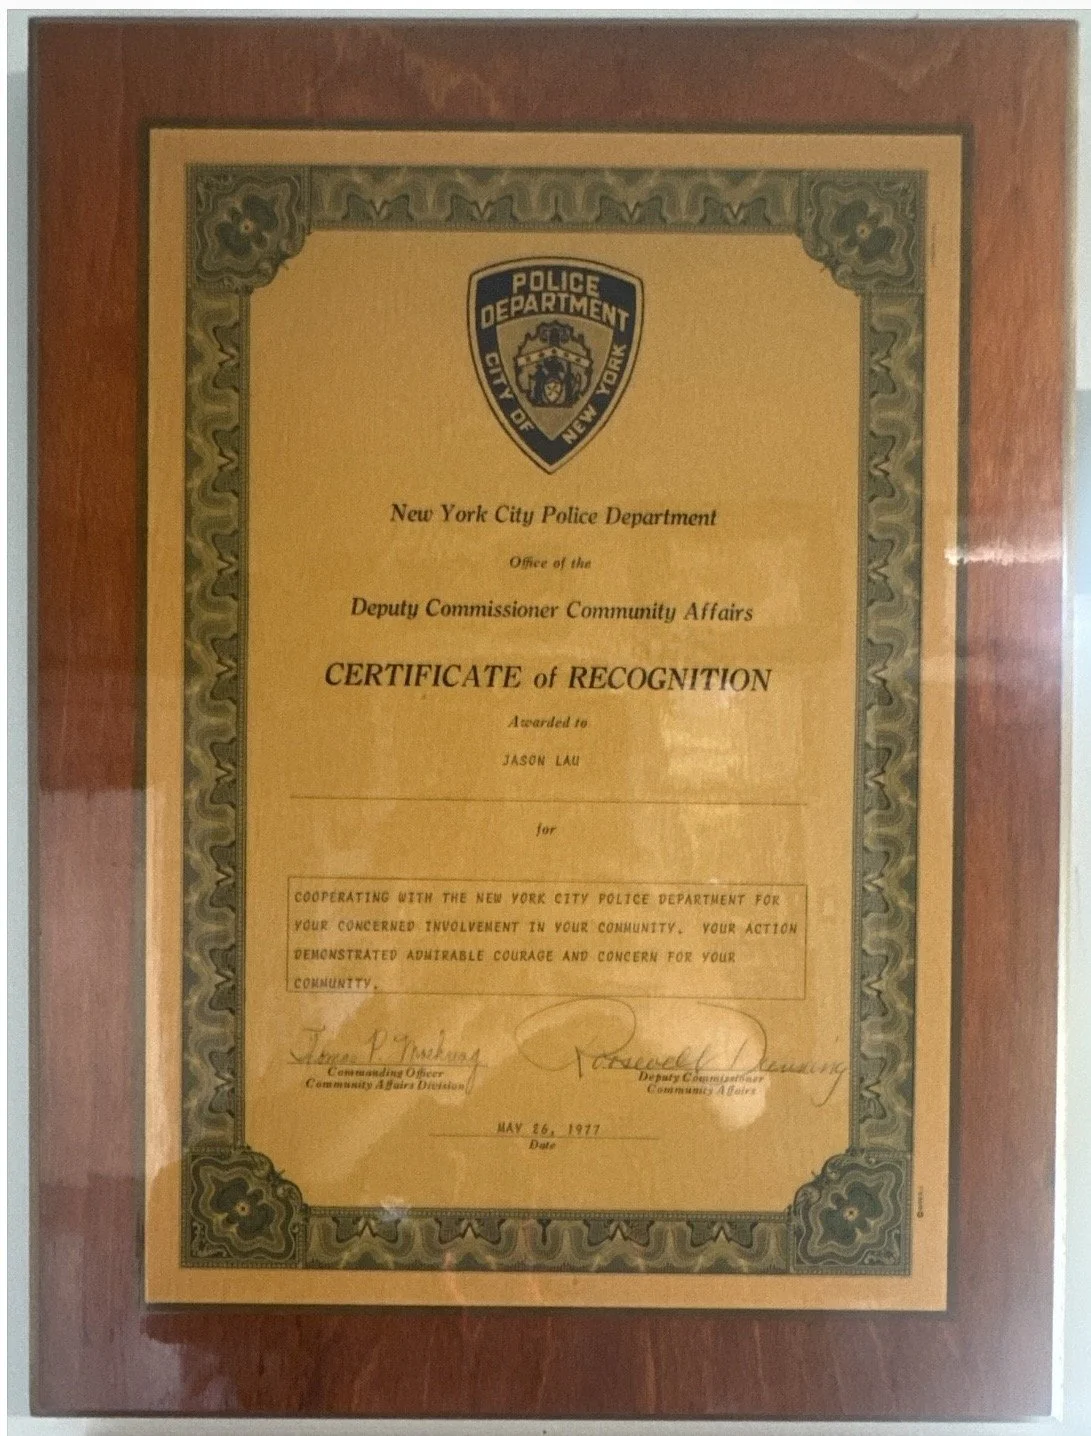 POLICE
DEPARTMENT
CITY OF
NEW YORK
New York City Police Department
Office of the
Deputy Commissioner Community Affairs
CERTIFICATE of RECOGNITION
Awarded to
JASON LAU
for
COOPERATING WITH THE NEW YORK CITY POLICE DEPARTMENT FOR
YOUR CONCERNED INVOLVEMENT IN YOUR COMMUNITY. YOUR ACTION
DEMONSTRATED ADMIRABLE COURAGE AND CONCERN FOR YOUR
COMMUNITY.
P. Roosevell
Commanding Officer Deputy Commissioner
Community Affairs Division Community Affairs
MAY 26, 1977
Date